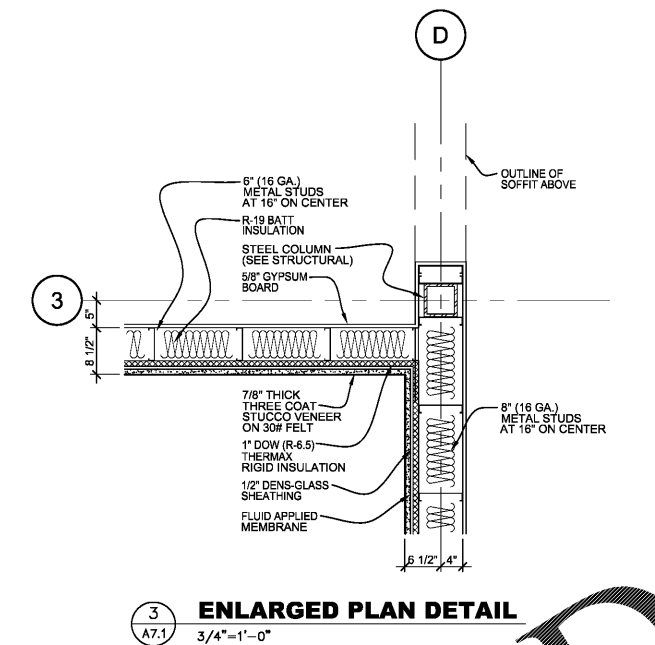 D
OUTLINE OF
SOFFIT ABOVE
6" (16 GA.)
METAL STUDS
AT 16" ON CENTER
R-19 BATT
INSULATION
STEEL COLUMN
(SEE STRUCTURAL)
5/8" GYPSUM
BOARD
3
5"
8 1/2"
7/8" THICK
THREE COAT
STUCCO VENEER
ON 30# FELT
1" DOW (R-6.5)
THERMAX
RIGID INSULATION
1/2" DENS-GLASS
SHEATHING
FLUID APPLIED
MEMBRANE
8" (16 GA.)
METAL STUDS
AT 16" ON CENTER
6 1/2" 4"
3
A7.1
ENLARGED PLAN DETAIL
3/4"=1'-0"